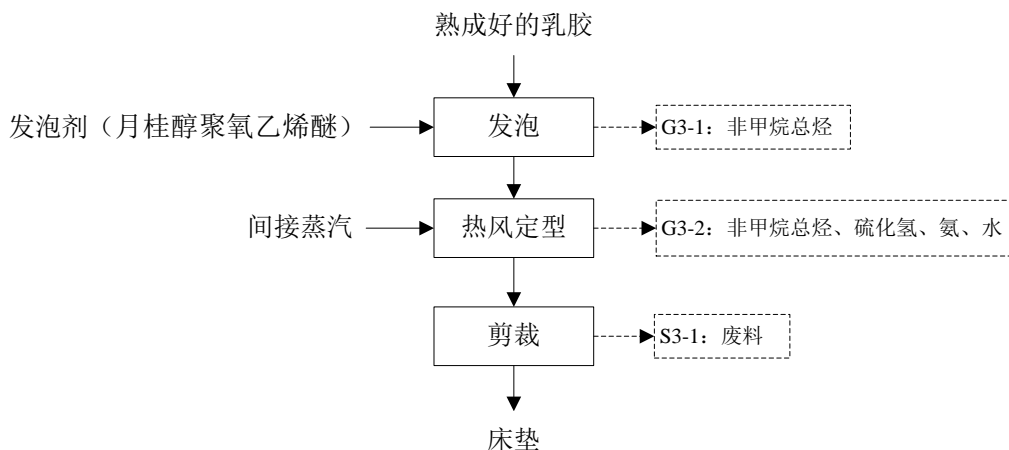 熟成好的乳胶
发泡剂（月桂醇聚氧乙烯醚）
发泡
G3-1：非甲烷总烃
间接蒸汽
热风定型
G3-2：非甲烷总烃、硫化氢、氨、水
剪裁
S3-1：废料
床垫